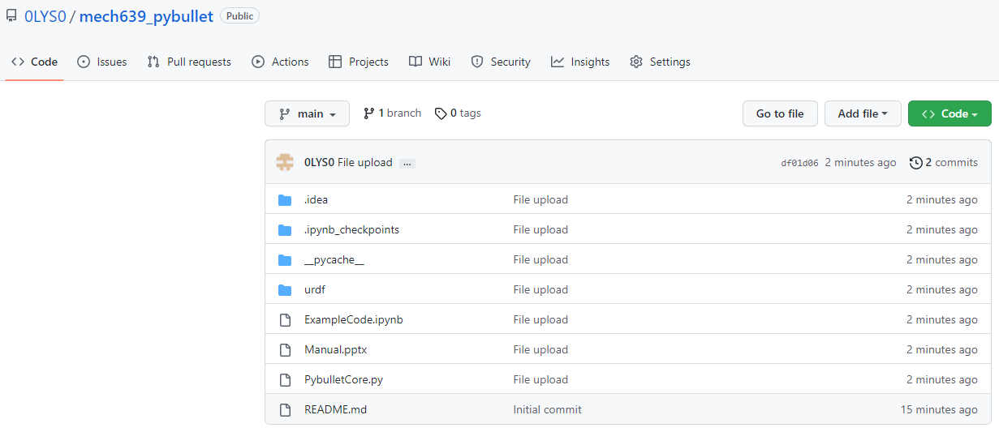 0LYS0 / mech639_pybullet Public
Code Issues Pull requests Actions Projects Wiki Security Insights Settings
main 1 branch 0 tags Go to file Add file Code
0LYS0 File upload ... df01d06 2 minutes ago 2 commits
.idea File upload 2 minutes ago
.ipynb_checkpoints File upload 2 minutes ago
__pycache__ File upload 2 minutes ago
urdf File upload 2 minutes ago
ExampleCode.ipynb File upload 2 minutes ago
Manual.pptx File upload 2 minutes ago
PybulletCore.py File upload 2 minutes ago
README.md Initial commit 15 minutes ago